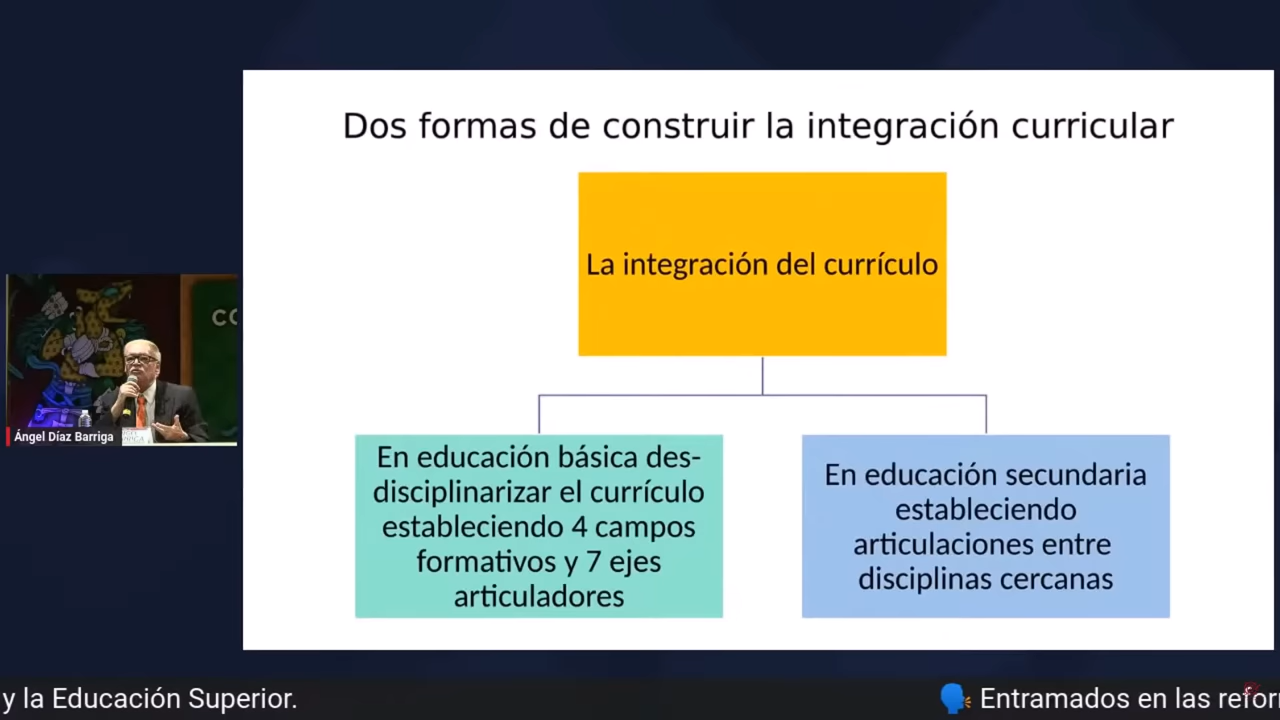 Dos formas de construir la integración curricular
La integración del currículo
En educación básica des-
disciplinarizar el currículo
estableciendo 4 campos
formativos y 7 ejes
articuladores
En educación secundaria
estableciendo
articulaciones entre
disciplinas cercanas
CO
Ángel Díaz Barriga
y la Educación Superior.
🗣️ Entramados en las refor